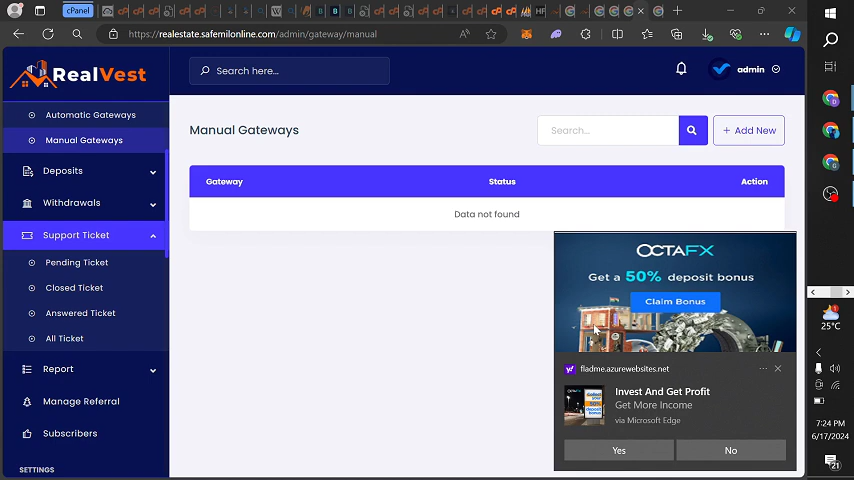 cPanel
https://realestate.safemilonline.com/admin/gateway/manual
RealVest
Search here...
admin
Automatic Gateways
Manual Gateways
Deposits
Withdrawals
Support Ticket
Pending Ticket
Closed Ticket
Answered Ticket
All Ticket
Report
Manage Referral
Subscribers
SETTINGS
Manual Gateways
Search...
+ Add New
Gateway Status Action
Data not found
OCTAFX
Get a 50% deposit bonus
Claim Bonus
fladme.azurewebsites.net
Invest And Get Profit
Get More Income
via Microsoft Edge
Yes No
25°C
7:24 PM
6/17/2024
21